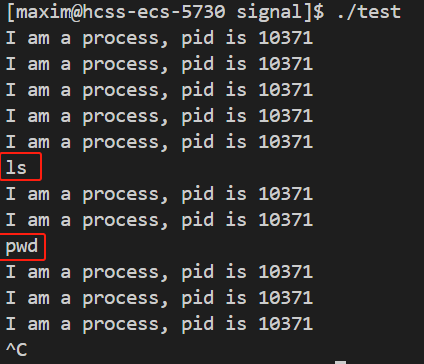 [maxim@hcss-ecs-5730 signal]$ ./test
I am a process, pid is 10371
I am a process, pid is 10371
I am a process, pid is 10371
I am a process, pid is 10371
I am a process, pid is 10371
ls
I am a process, pid is 10371
I am a process, pid is 10371
pwd
I am a process, pid is 10371
I am a process, pid is 10371
I am a process, pid is 10371
^C